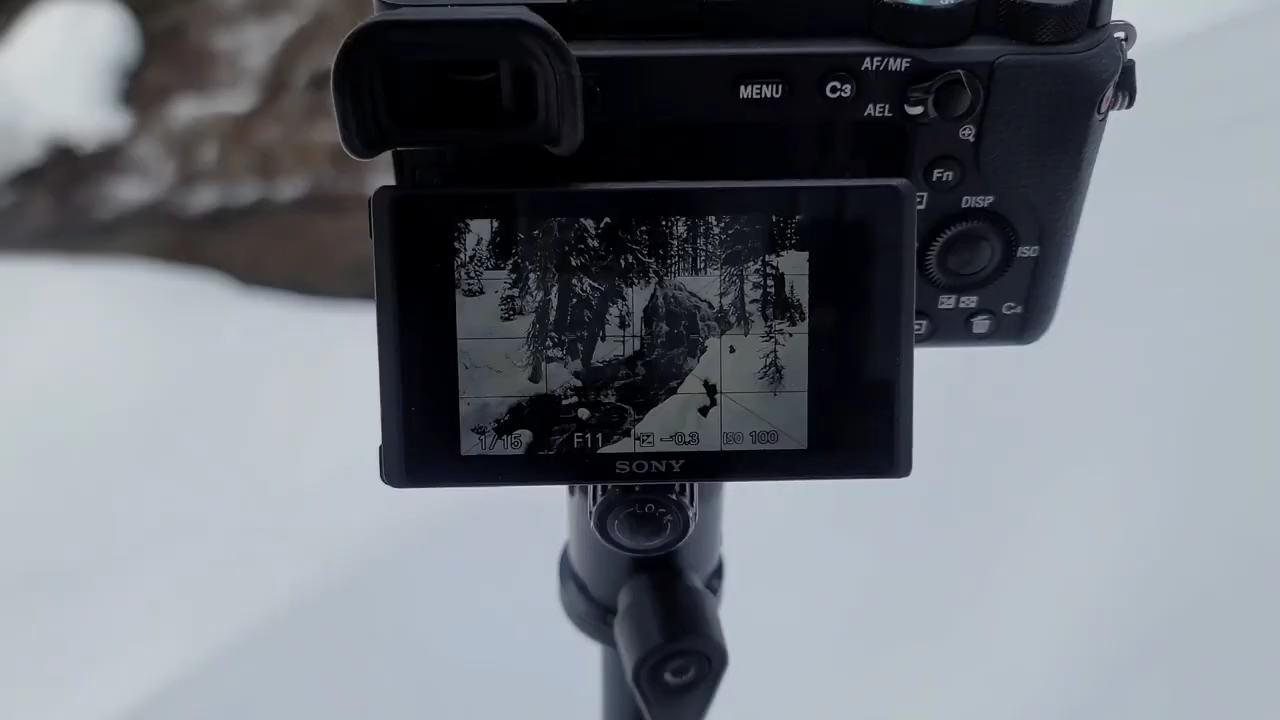 AF/MF
MENU
C3
AEL
Fn
DISP
ISO
1/15 F11 -0.3 ISO 100
C4
SONY
LOCK